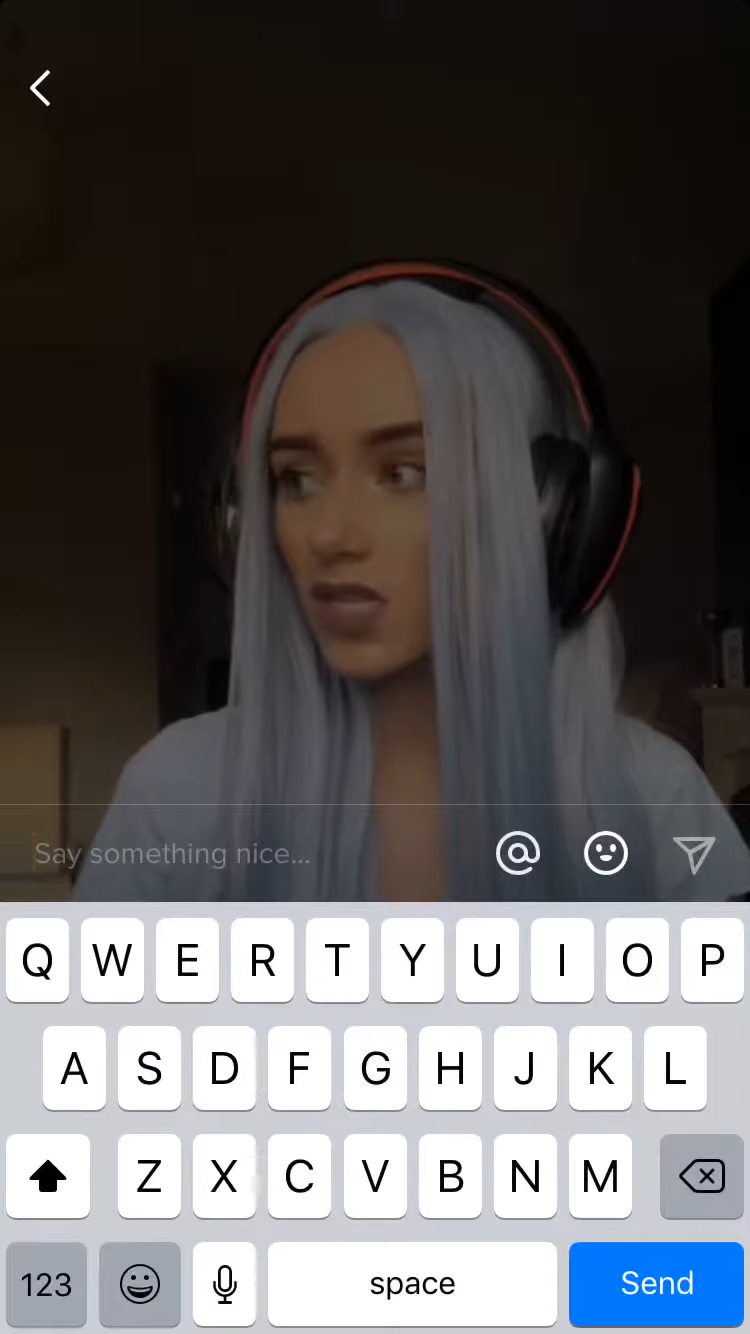 Say something nice...
Q W E R T Y U I O P
A S D F G H J K L
Z X C V B N M
123 space Send